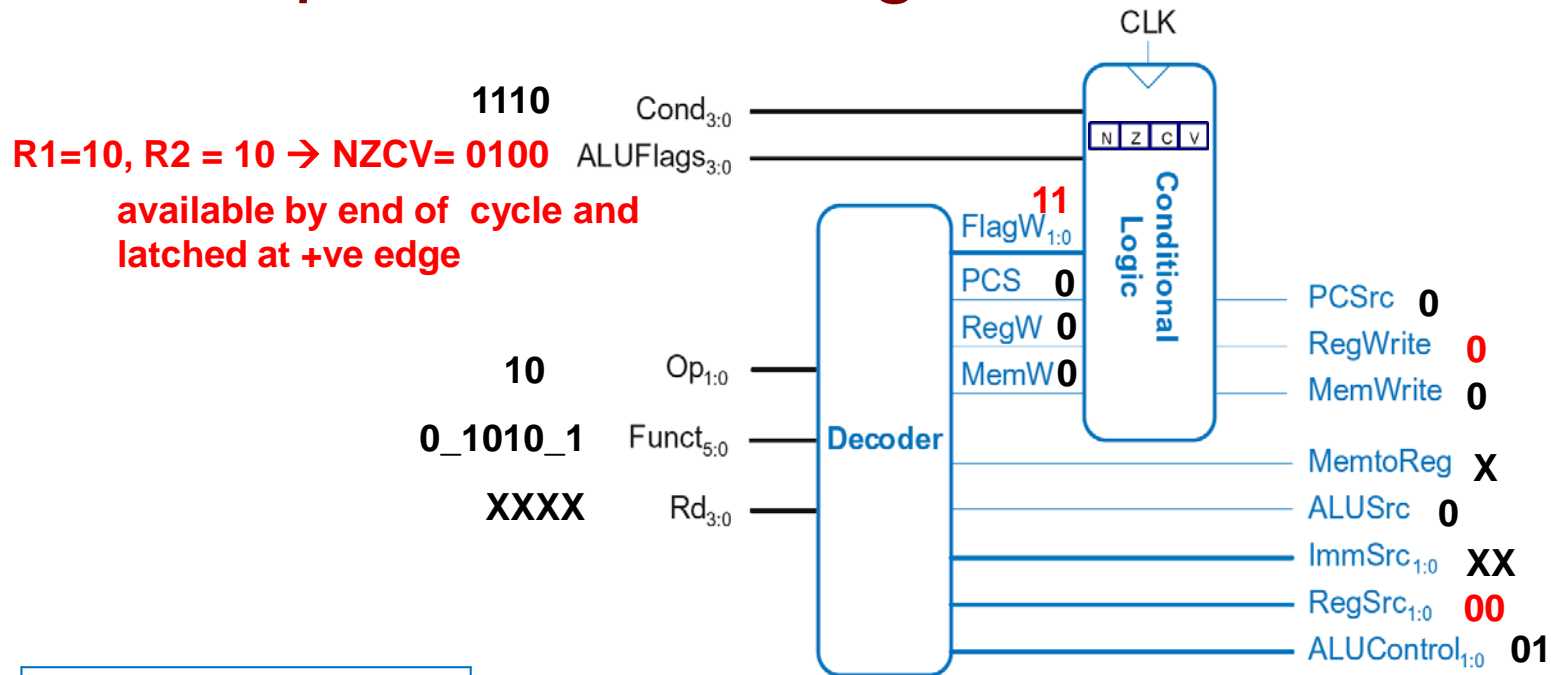 CLK
1110 Cond3:0
N Z C V
R1=10, R2 = 10 → NZCV= 0100 ALUFlags3:0
available by end of cycle and
latched at +ve edge
11
FlagW1:0
Conditional
Logic
PCS 0
PCSrc 0
RegW 0
RegWrite 0
MemW 0
MemWrite 0
10 Op1:0
0_1010_1 Funct5:0
Decoder
XXXX Rd3:0
MemtoReg X
ALUSrc 0
ImmSrc1:0 XX
RegSrc1:0 00
ALUControl1:0 01